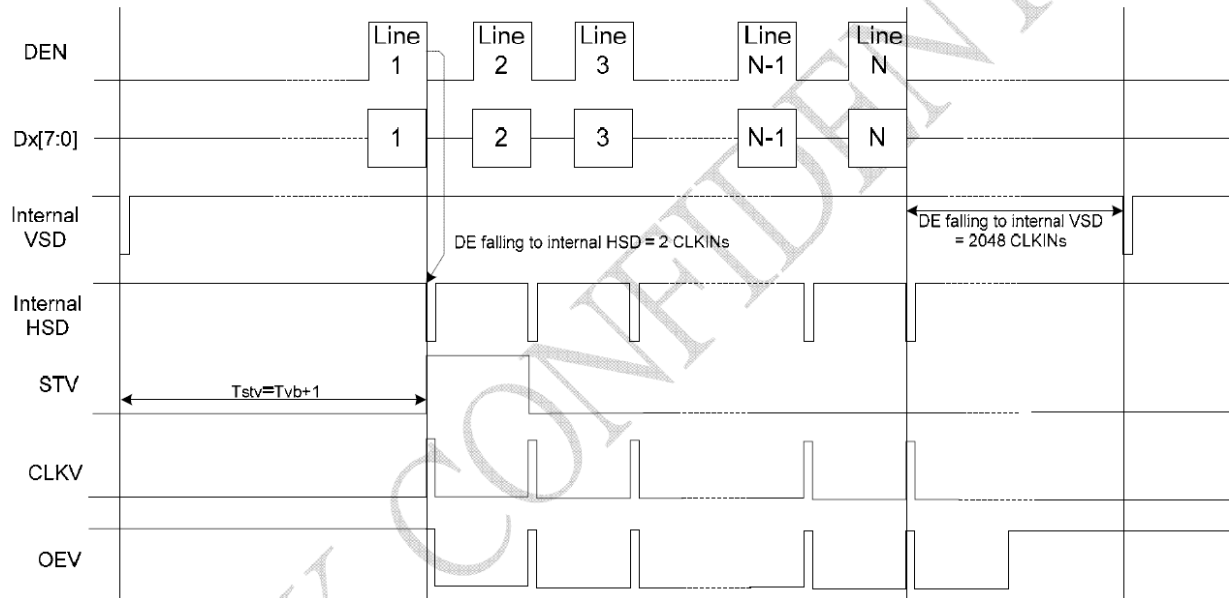 DEN
Line
1
Line
2
Line
3
Line
N-1
Line
N
Dx[7:0]
1
2
3
N-1
N
Internal
VSD
DE falling to internal HSD = 2 CLKINs
DE falling to internal VSD
= 2048 CLKINs
Internal
HSD
STV
Tstv=Tvb+1
CLKV
OEV
CONFIDENT